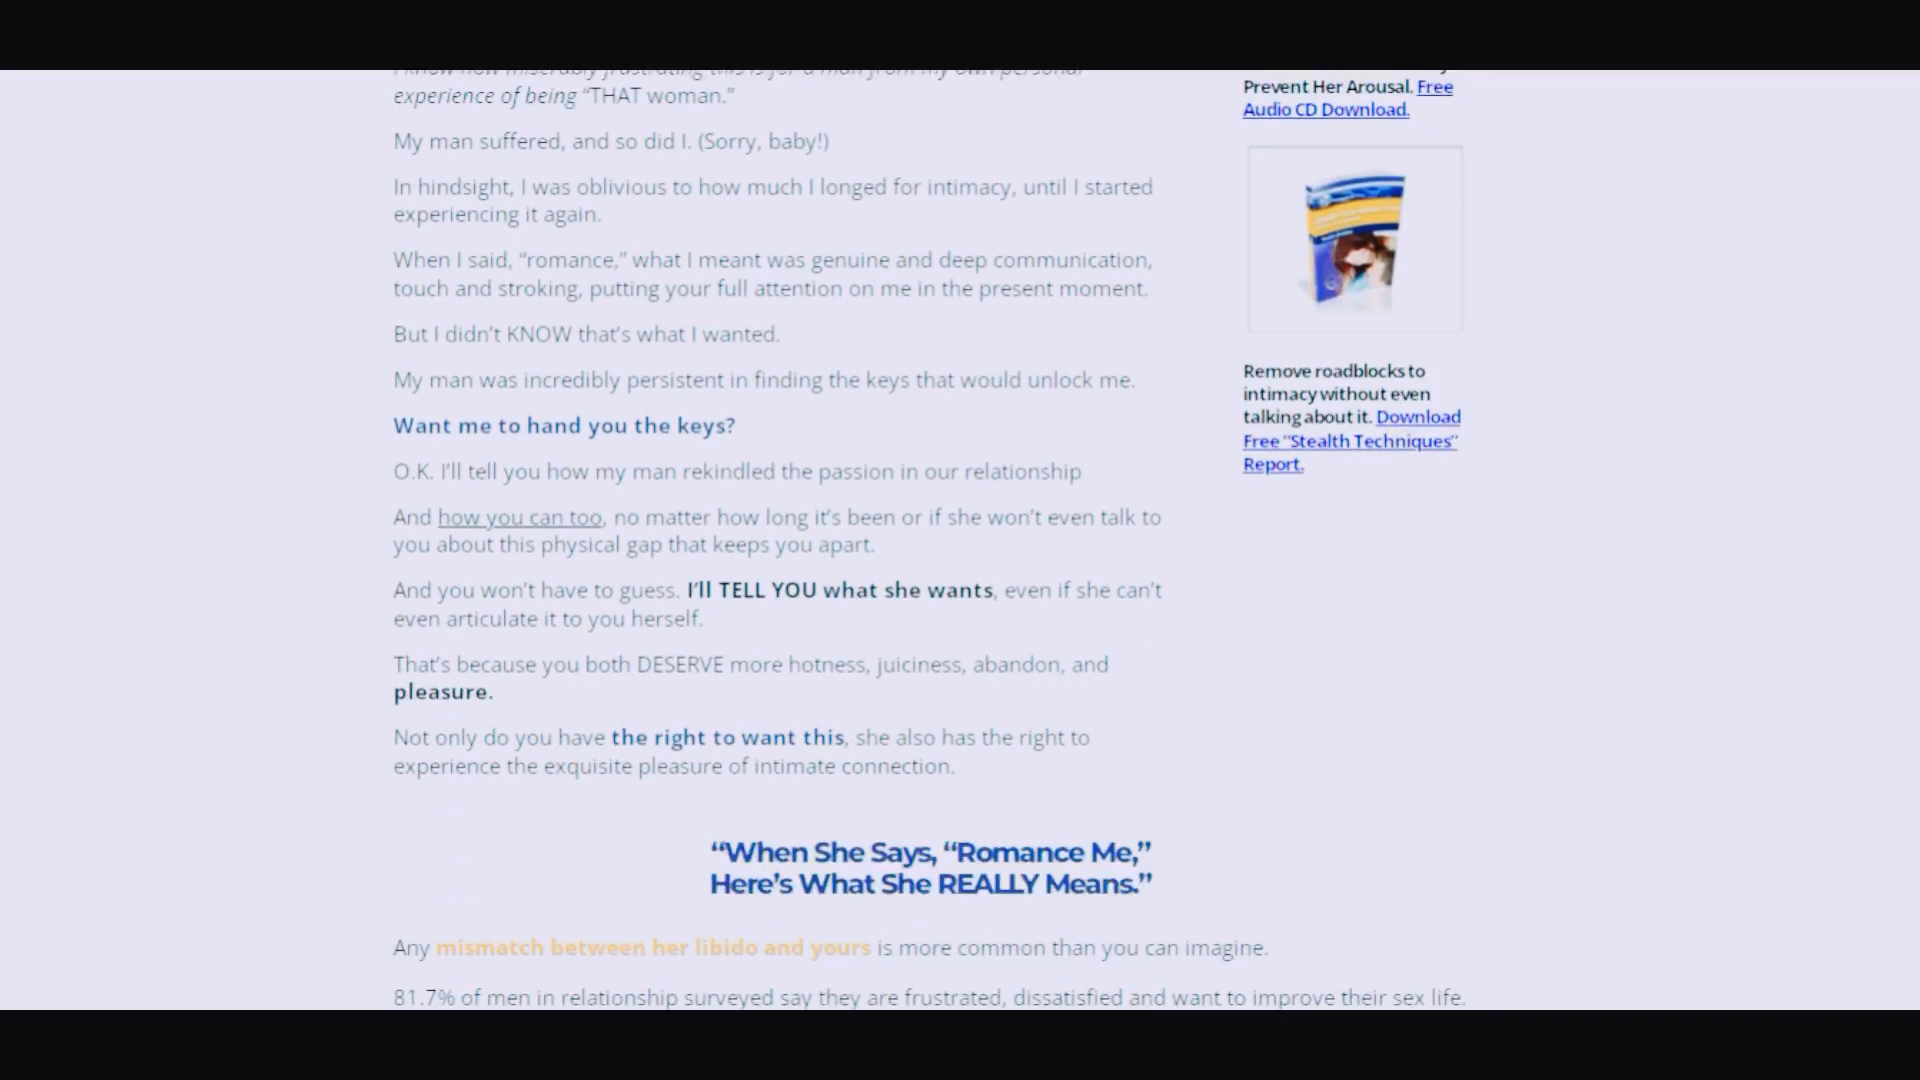 experience of being “THAT woman.”
My man suffered, and so did I. (Sorry, baby!)
In hindsight, I was oblivious to how much I longed for intimacy, until I started
experiencing it again.
When I said, “romance,” what I meant was genuine and deep communication,
touch and stroking, putting your full attention on me in the present moment.
But I didn’t KNOW that’s what I wanted.
My man was incredibly persistent in finding the keys that would unlock me.
Want me to hand you the keys?
O.K. I’ll tell you how my man rekindled the passion in our relationship
And how you can too, no matter how long it’s been or if she won’t even talk to
you about this physical gap that keeps you apart.
And you won’t have to guess. I’ll TELL YOU what she wants, even if she can’t
even articulate it to you herself.
That’s because you both DESERVE more hotness, juiciness, abandon, and
pleasure.
Not only do you have the right to want this, she also has the right to
experience the exquisite pleasure of intimate connection.
Prevent Her Arousal. Free
Audio CD Download.
Remove roadblocks to
intimacy without even
talking about it. Download
Free “Stealth Techniques”
Report.
“When She Says, “Romance Me,”
Here’s What She REALLY Means.”
Any mismatch between her libido and yours is more common than you can imagine.
81.7% of men in relationship surveyed say they are frustrated, dissatisfied and want to improve their sex life.